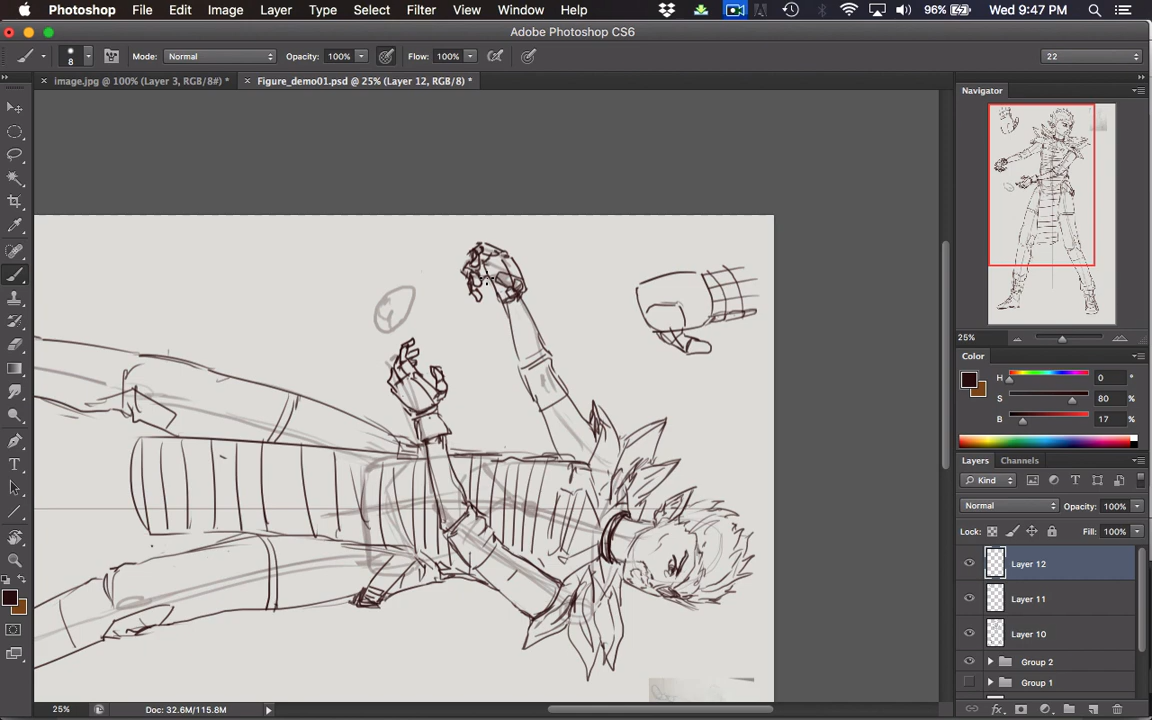 Photoshop File Edit Image Layer Type Select Filter View Window Help 96% Wed 9:47 PM
Adobe Photoshop CS6
8 Mode: Normal Opacity: 100% Flow: 100% 22
× image.jpg @ 100% (Layer 3, RGB/8#) * × Figure_demo01.psd @ 25% (Layer 12, RGB/8) *
Navigator
25%
Color
H 0 °
S 80 %
B 17 %
Layers Channels
Kind
Normal Opacity: 100%
Lock: Fill: 100%
Layer 12
Layer 11
Layer 10
Group 2
Group 1
25% Doc: 32.6M/115.8M